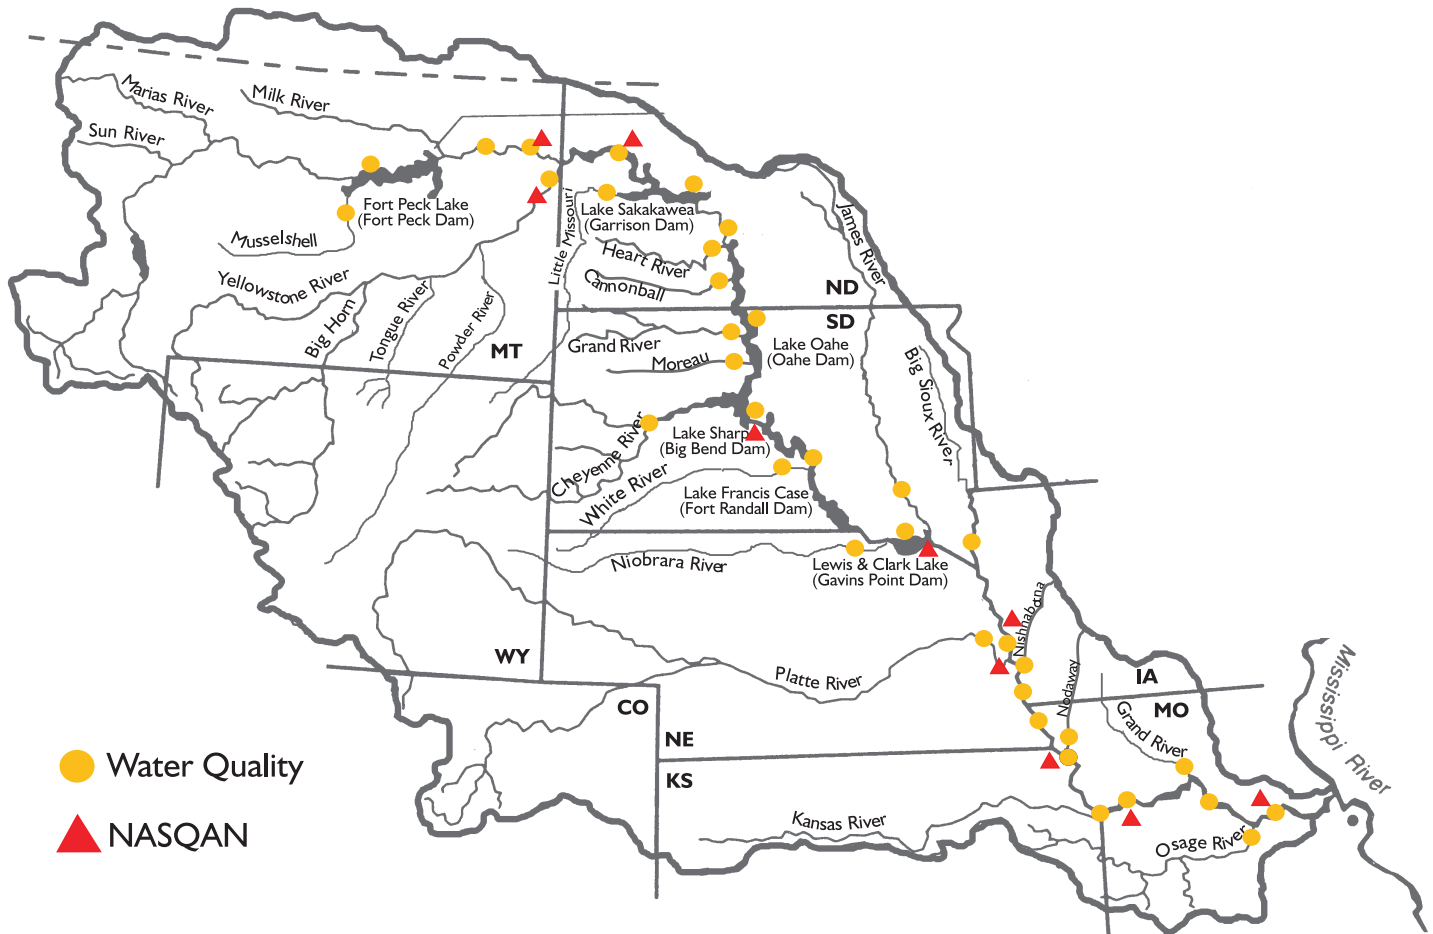 Marias River
Milk River
Sun River
Fort Peck Lake
(Fort Peck Dam)
Musselshell
Yellowstone River
Big Horn
Tongue River
Powder River
Little Missouri
Lake Sakakawea
(Garrison Dam)
Heart River
Cannonball
James River
ND
SD
MT
Grand River
Moreau
Lake Oahe
(Oahe Dam)
Big Sioux River
Cheyenne River
Lake Sharp
(Big Bend Dam)
White River
Lake Francis Case
(Fort Randall Dam)
Niobrara River
Lewis & Clark Lake
(Gavins Point Dam)
Nishnabotna
WY
Platte River
Nodaway
IA
MO
CO
NE
KS
Grand River
Mississippi River
Kansas River
Osage River
Water Quality
NASQAN